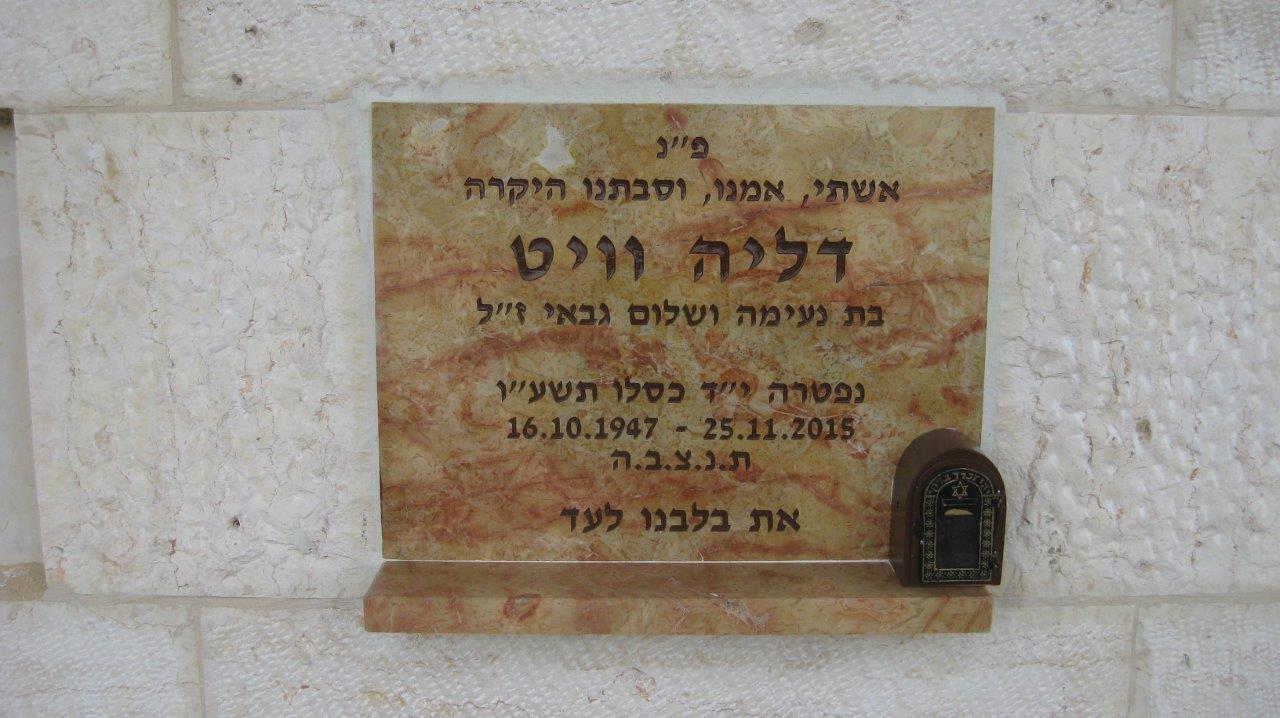 פ״נ
אשתי, אמנו, וסבתנו היקרה
דליה וויט
בת נעימה ושלום גבאי ז״ל
נפטרה י״ד כסלו תשע״ו
16.10.1947 - 25.11.2015
ת.נ.צ.ב.ה
את בלבנו לעד